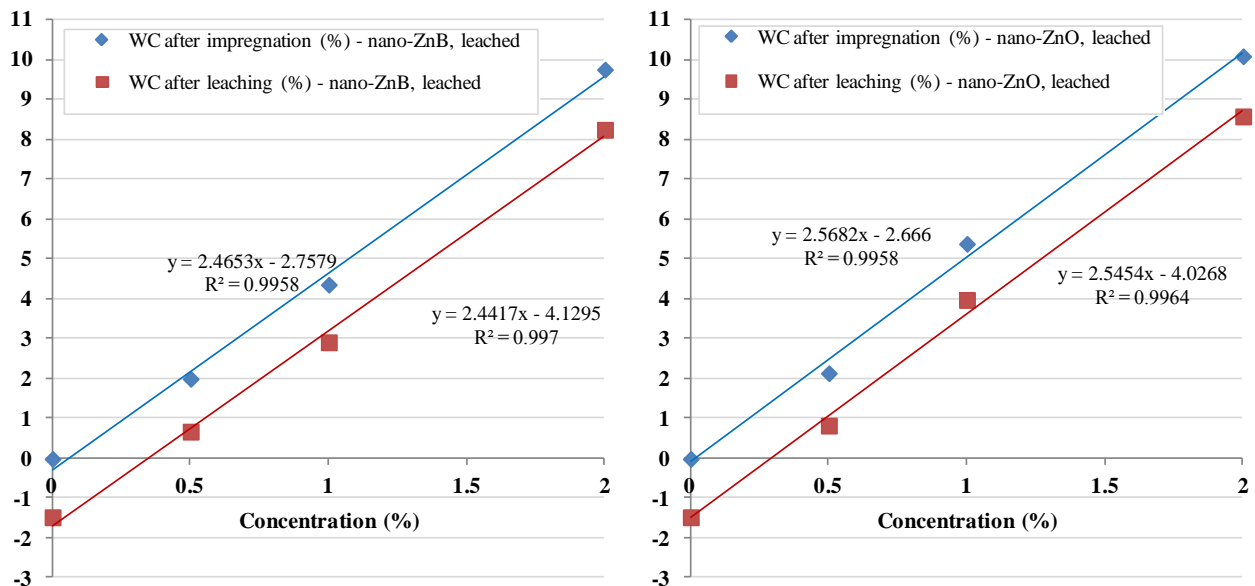 WC after impregnation (%) - nano-ZnB, leached
WC after leaching (%) - nano-ZnB, leached
10
9
8
7
6
5
4
3
2
1
0
-1
-2
-3
y = 2.4653x - 2.7579
R² = 0.9958
y = 2.4417x - 4.1295
R² = 0.997
0
0.5
1
1.5
2
Concentration (%)
WC after impregnation (%) - nano-ZnO, leached
WC after leaching (%) - nano-ZnO, leached
11
10
9
8
7
6
5
4
3
2
1
0
-1
-2
-3
y = 2.5682x - 2.666
R² = 0.9958
y = 2.5454x - 4.0268
R² = 0.9964
0
0.5
1
1.5
2
Concentration (%)